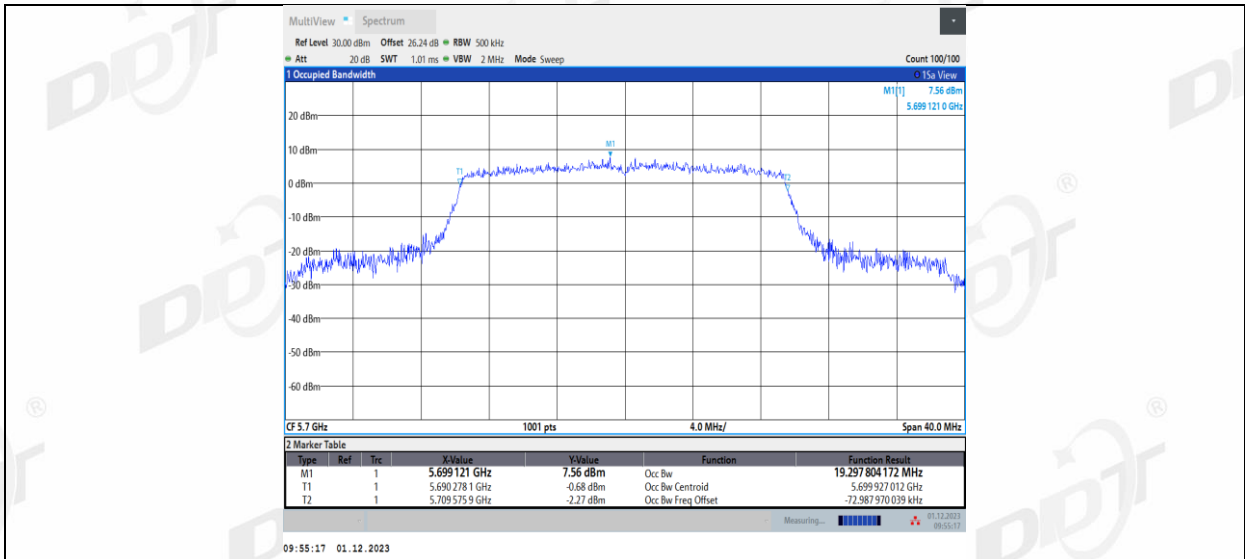 MultiView Spectrum
Ref Level 30.00 dBm Offset 26.24 dB RBW 500 kHz
Att 20 dB SWT 1.01 ms VBW 2 MHz Mode Sweep Count 100/100
1 Occupied Bandwidth 1Sa View
M1[1] 7.56 dBm
5.699 121 0 GHz
20 dBm
M1
10 dBm
T1
T2
0 dBm
-10 dBm
-20 dBm
-30 dBm
-40 dBm
-50 dBm
-60 dBm
CF 5.7 GHz 1001 pts 4.0 MHz/ Span 40.0 MHz
2 Marker Table
Type Ref Trc X-Value Y-Value Function Function Result
M1 1 5.699 121 GHz 7.56 dBm Occ Bw 19.297 804 172 MHz
T1 1 5.690 278 1 GHz -0.68 dBm Occ Bw Centroid 5.699 927 012 GHz
T2 1 5.709 575 9 GHz -2.27 dBm Occ Bw Freq Offset -72.987 970 039 kHz
Measuring... 01.12.2023
09:55:17
09:55:17 01.12.2023